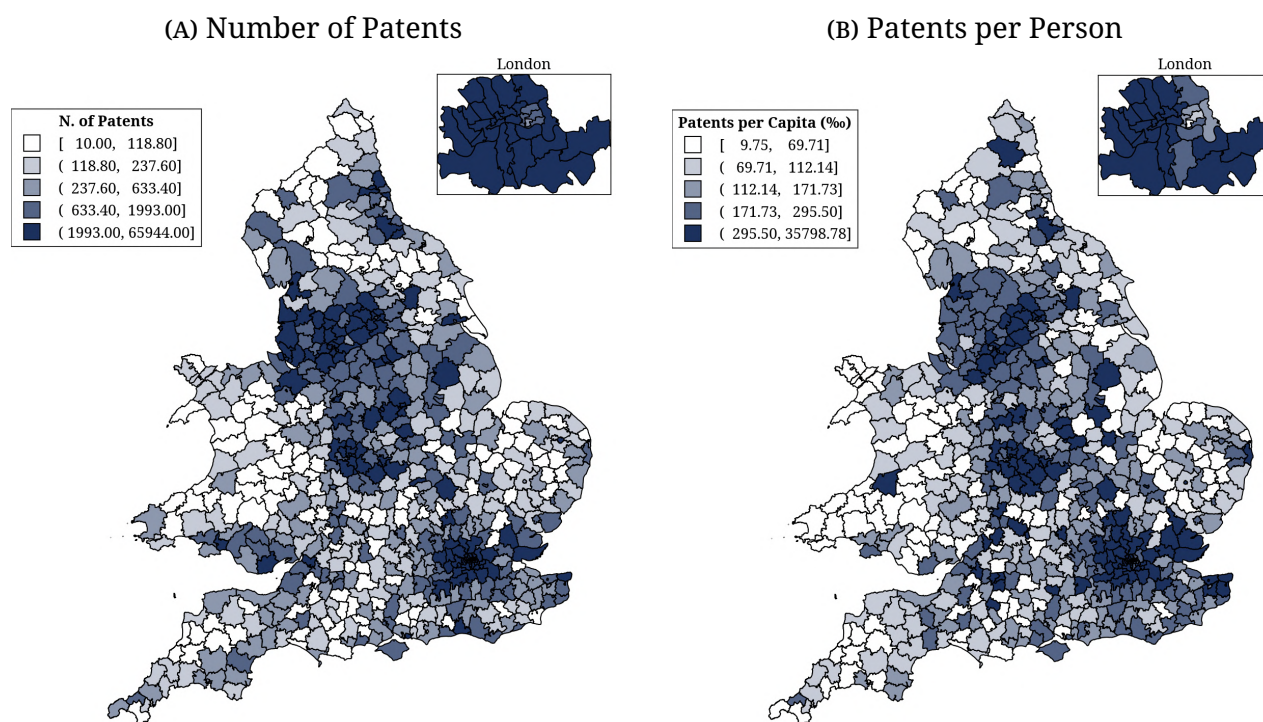 (A) Number of Patents
London
N. of Patents
[ 10.00, 118.80]
( 118.80, 237.60]
( 237.60, 633.40]
( 633.40, 1993.00]
( 1993.00, 65944.00]
(B) Patents per Person
London
Patents per Capita (‰)
[ 9.75, 69.71]
( 69.71, 112.14]
( 112.14, 171.73]
( 171.73, 295.50]
( 295.50, 35798.78]